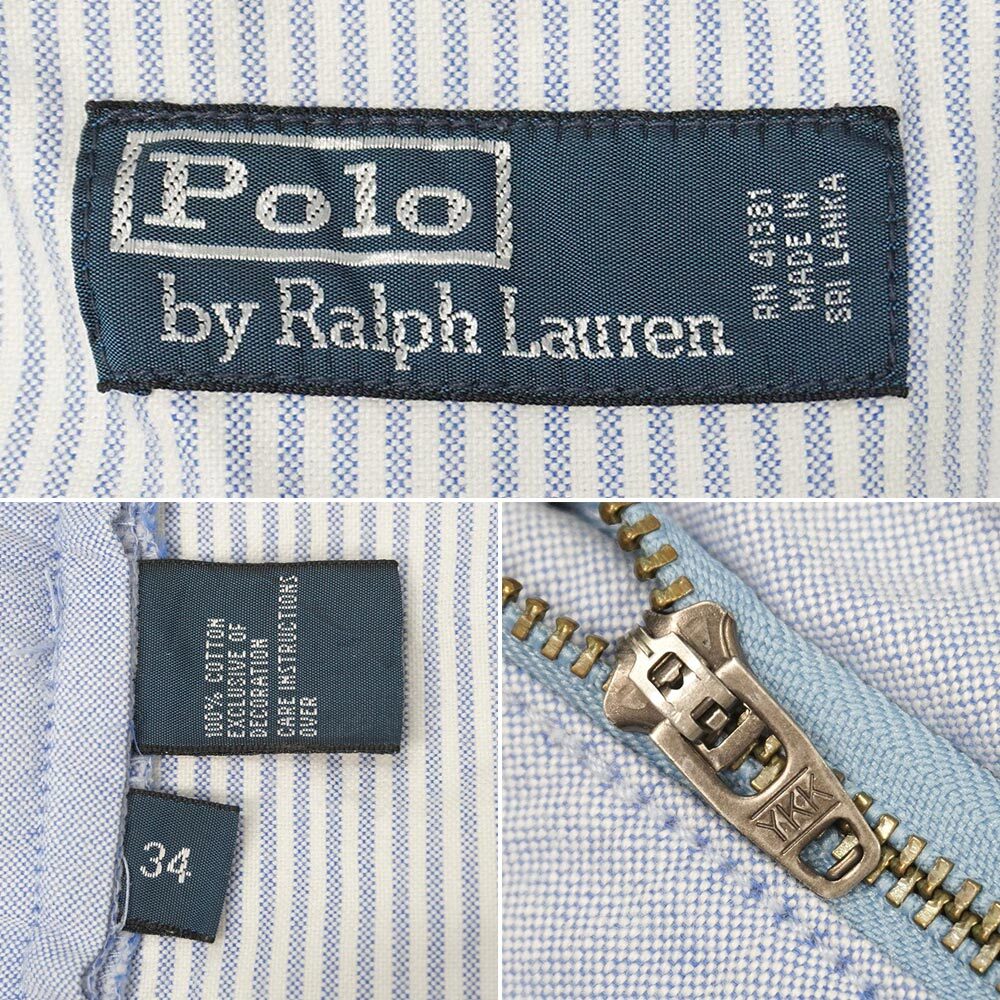 Polo
by Ralph Lauren
RN 41381
MADE IN
SRI LANKA
100% COTTON
EXCLUSIVE OF
DECORATION
CARE INSTRUCTIONS
OVER
34
YKK